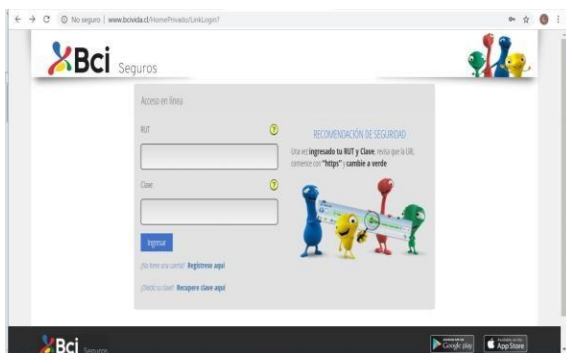 No seguro | www.bcivida.cl/HomePrivado/LinkLogin?
Bci Seguros
Acceso en línea
RUT
?
Clave
?
Ingresar
¿No tiene una cuenta? Regístrese aquí
¿Olvidó su clave? Recupere clave aquí
RECOMENDACIÓN DE SEGURIDAD
Una vez ingresado tu RUT y Clave, revisa que la URL
comience con "https" y cambie a verde
Bci Seguros
Google play
App Store